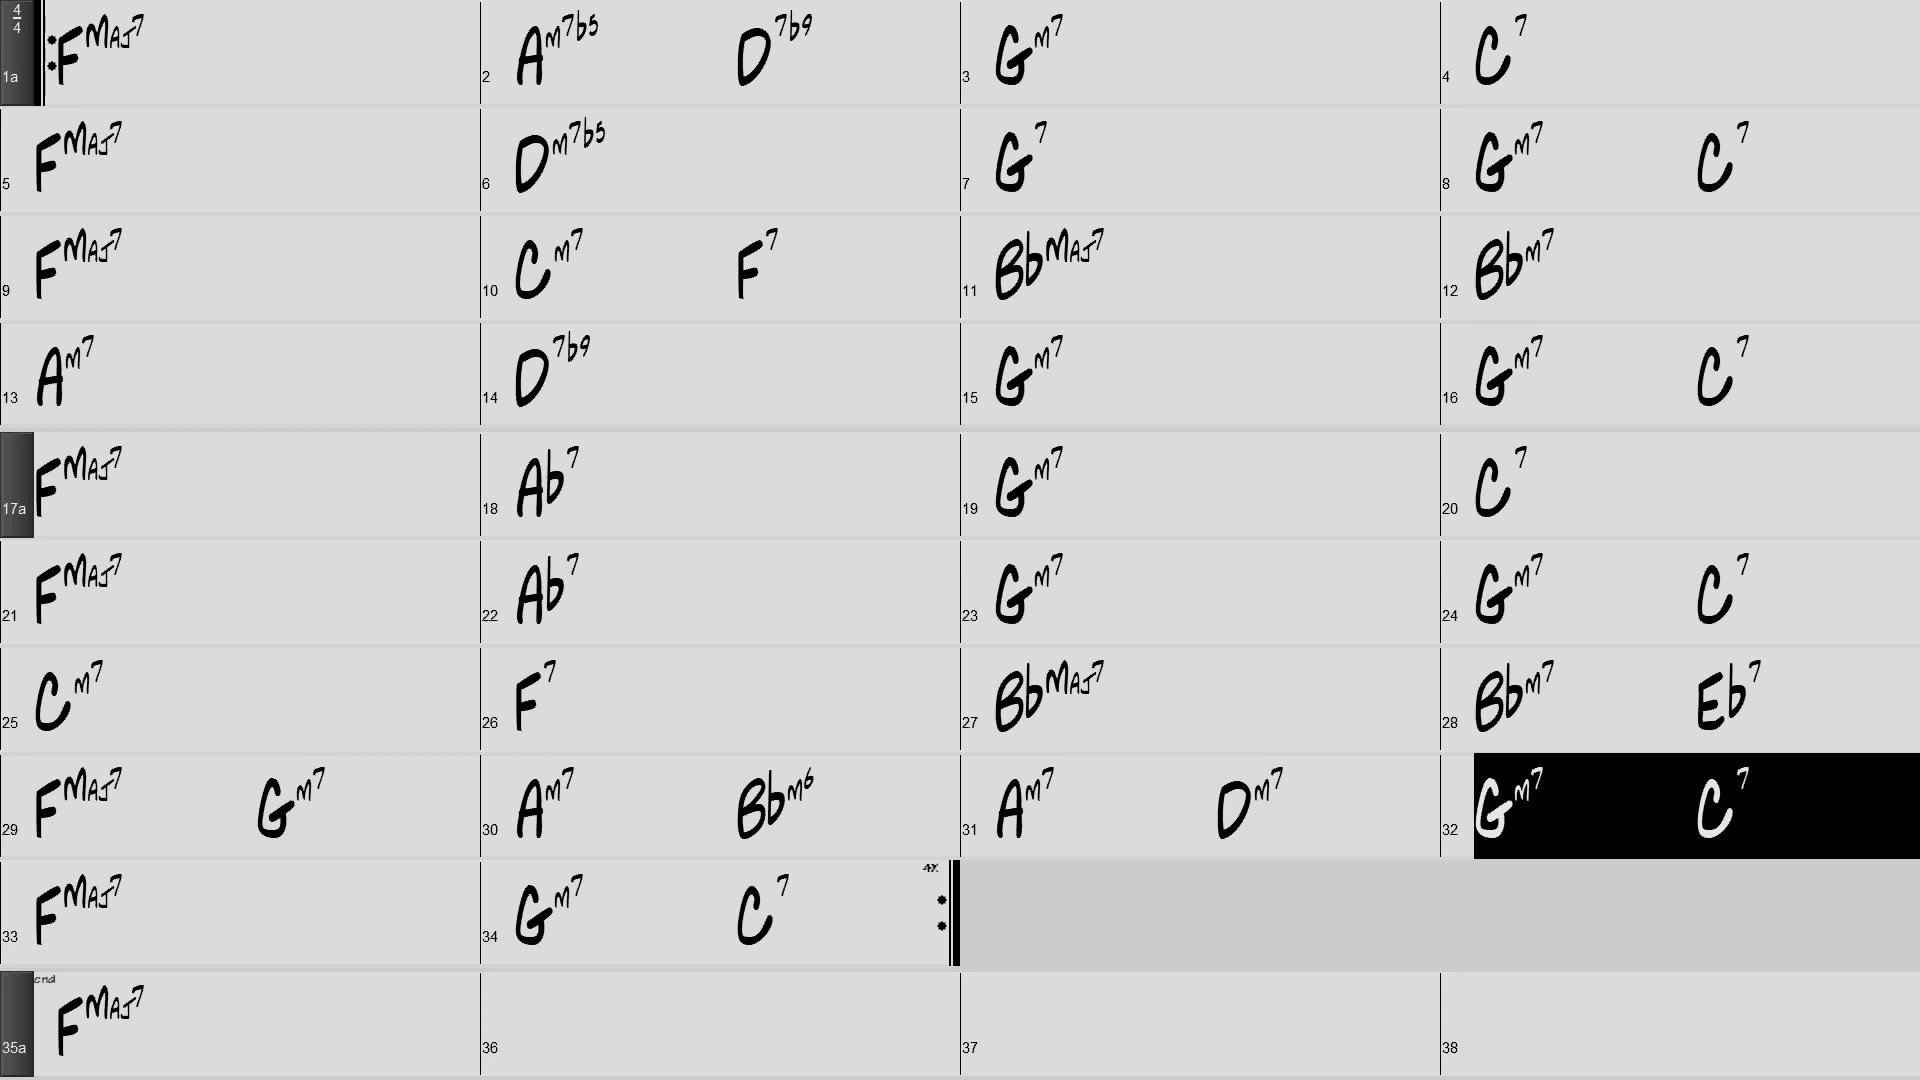 4/4
1a FMAJ7 2 Am7b5 D7b9 3 Gm7 4 C7
5 FMAJ7 6 Dm7b5 7 G7 8 Gm7 C7
9 FMAJ7 10 Cm7 F7 11 BbMAJ7 12 Bbm7
13 Am7 14 D7b9 15 Gm7 16 Gm7 C7
17a FMAJ7 18 Ab7 19 Gm7 20 C7
21 FMAJ7 22 Ab7 23 Gm7 24 Gm7 C7
25 Cm7 26 F7 27 BbMAJ7 28 Bbm7 Eb7
29 FMAJ7 Gm7 30 Am7 Bbm6 31 Am7 Dm7 32 Gm7 C7
4x
33 FMAJ7 34 Gm7 C7
end
35a FMAJ7 36 37 38